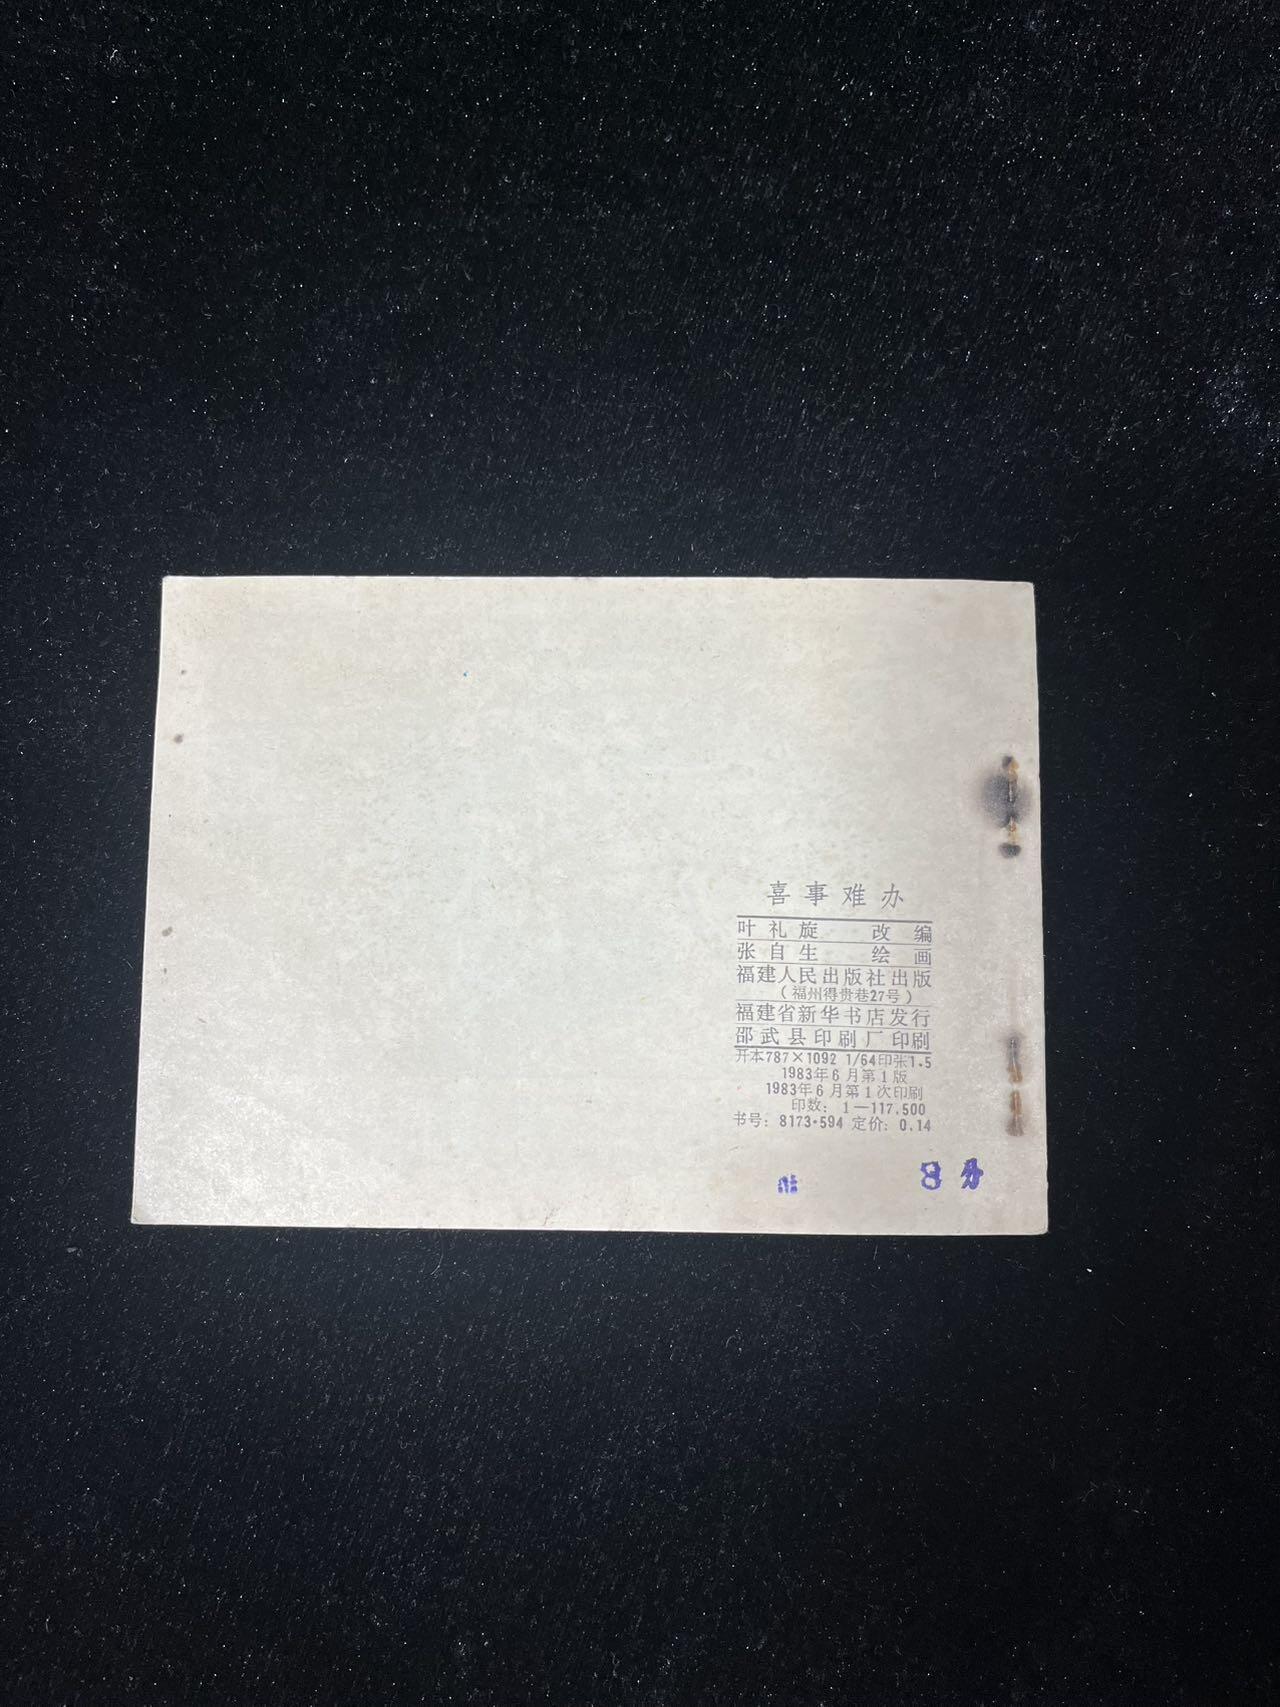 喜事难办
叶礼旋 改编
张自生 绘画
福建人民出版社出版
(福州得贵巷27号)
福建省新华书店发行
邵武县印刷厂印刷
开本787×1092 1/64印张1.5
1983年6月第1版
1983年6月第1次印刷
印数：1—117.500
书号：8173·594 定价：0.14
8分